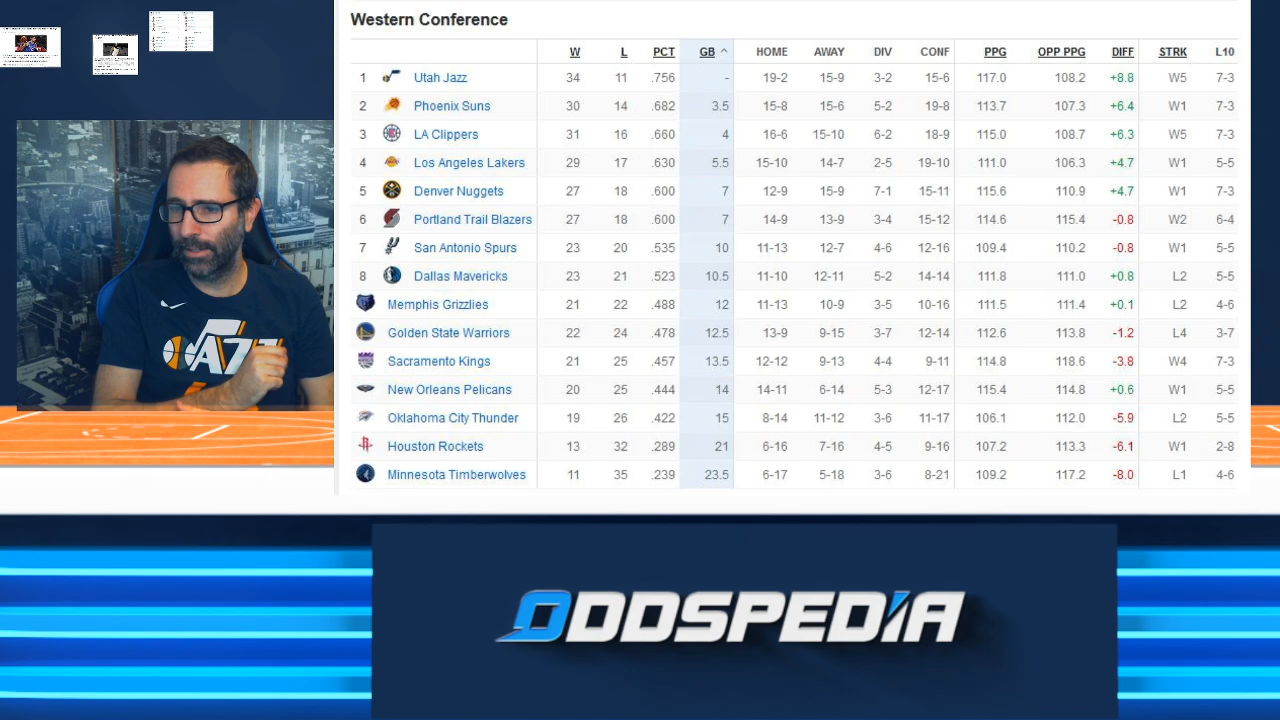 Western Conference
W L PCT GB HOME AWAY DIV CONF PPG OPP PPG DIFF STRK L10
1 Utah Jazz 34 11 .756 - 19-2 15-9 3-2 15-6 117.0 108.2 +8.8 W5 7-3
2 Phoenix Suns 30 14 .682 3.5 15-8 15-6 5-2 19-8 113.7 107.3 +6.4 W1 7-3
3 LA Clippers 31 16 .660 4 16-6 15-10 6-2 18-9 115.0 108.7 +6.3 W5 7-3
4 Los Angeles Lakers 29 17 .630 5.5 15-10 14-7 2-5 19-10 111.0 106.3 +4.7 W1 5-5
5 Denver Nuggets 27 18 .600 7 12-9 15-9 7-1 15-11 115.6 110.9 +4.7 W1 7-3
6 Portland Trail Blazers 27 18 .600 7 14-9 13-9 3-5 15-12 114.6 115.4 -0.8 W2 6-4
7 San Antonio Spurs 23 20 .535 10 11-13 12-7 4-6 12-16 109.4 110.2 -0.8 W1 5-5
8 Dallas Mavericks 23 21 .523 10.5 11-10 12-11 5-2 14-14 111.8 111.0 +0.8 L2 5-5
Memphis Grizzlies 21 22 .488 12 11-13 10-9 5-5 10-16 111.5 111.4 +0.1 L2 4-6
Golden State Warriors 22 24 .478 12.5 13-9 9-15 3-7 12-14 112.6 113.8 -1.2 L4 3-7
Sacramento Kings 21 25 .457 13.5 12-12 9-13 4-4 9-11 114.8 118.6 -3.8 W4 7-3
New Orleans Pelicans 20 25 .444 14 14-11 6-14 5-5 12-17 115.4 114.8 +0.6 W1 5-5
Oklahoma City Thunder 19 26 .422 15 8-14 11-12 2-6 9-16 106.1 112.0 -5.9 L2 5-5
Houston Rockets 13 32 .289 21 6-16 7-16 4-5 9-16 107.2 113.3 -6.1 W1 2-8
Minnesota Timberwolves 11 35 .239 23.5 6-17 5-18 3-6 8-21 109.2 117.2 -8.0 L1 4-6
ODDSPEDIA